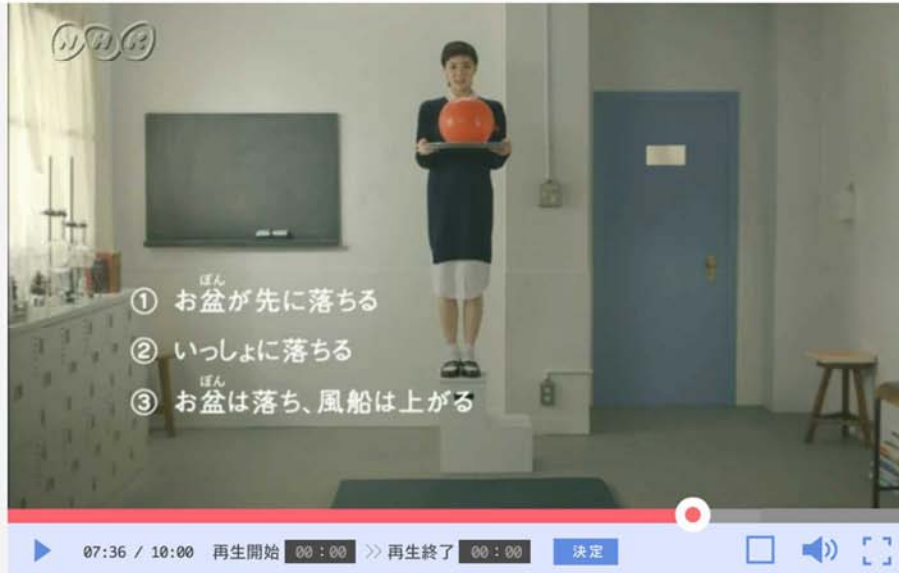 NHK
① お盆が先に落ちる
② いっしょに落ちる
③ お盆は落ち、風船は上がる
07:36 / 10:00 再生開始 00:00 >> 再生終了 00:00 決定